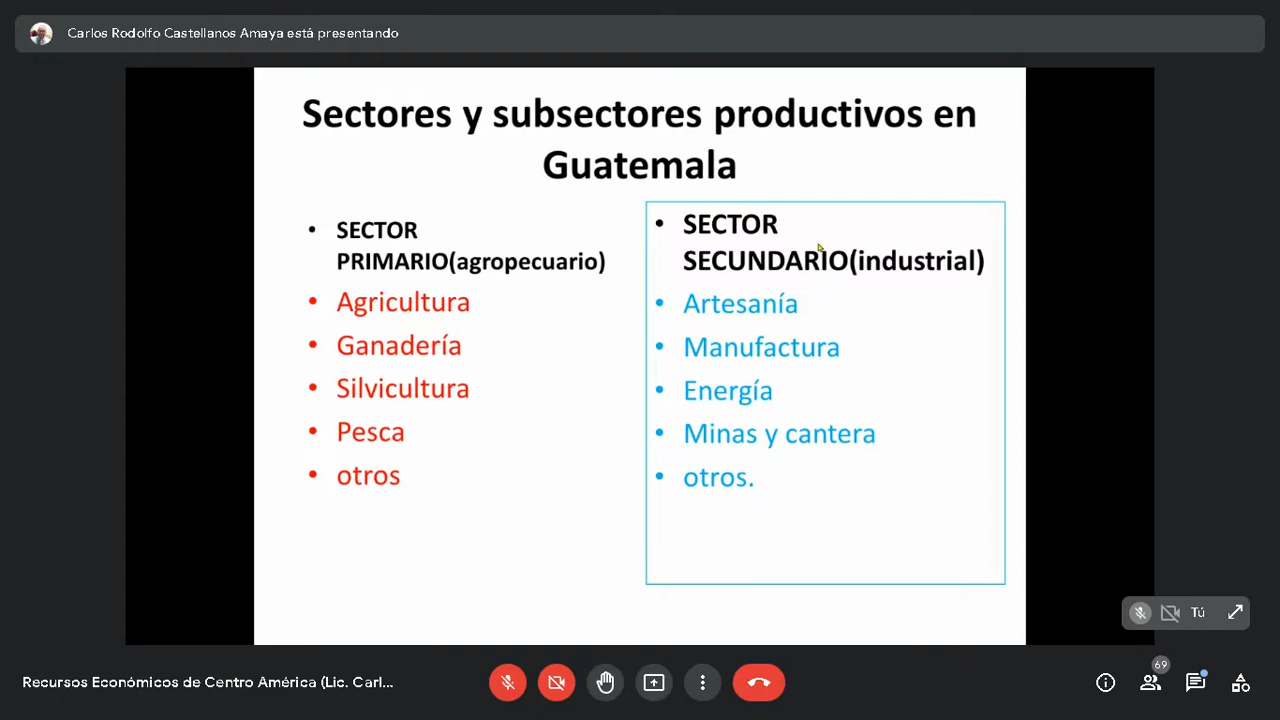 Carlos Rodolfo Castellanos Amaya está presentando
Sectores y subsectores productivos en
Guatemala
• SECTOR
PRIMARIO(agropecuario)
• Agricultura
• Ganadería
• Silvicultura
• Pesca
• otros
• SECTOR
SECUNDARIO(industrial)
• Artesanía
• Manufactura
• Energía
• Minas y cantera
• otros.
Tú
Recursos Económicos de Centro América (Lic. Carl...
69